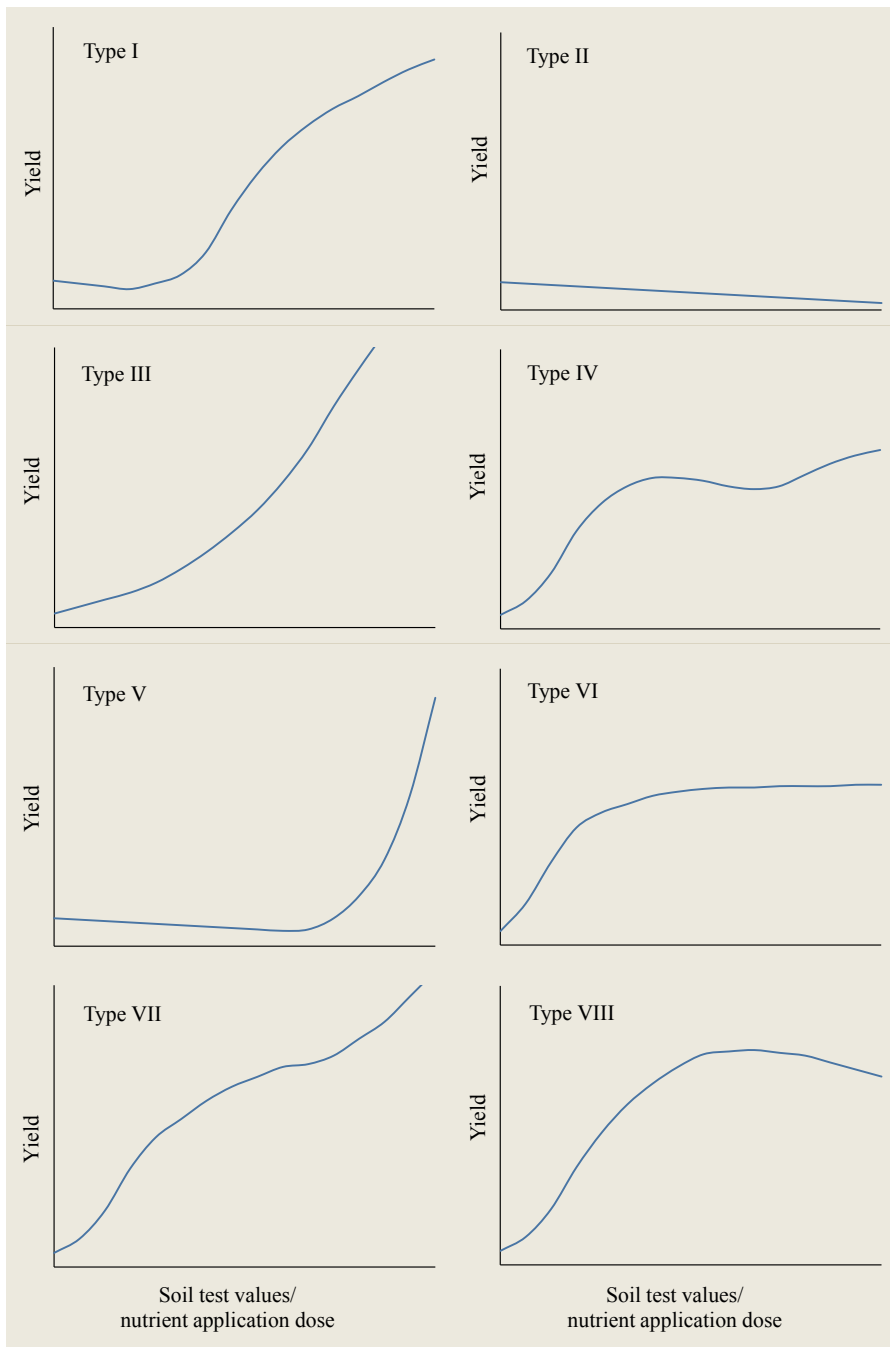 Type I
Yield
Type II
Yield
Type III
Yield
Type IV
Yield
Type V
Yield
Type VI
Yield
Type VII
Yield
Soil test values/
nutrient application dose
Type VIII
Yield
Soil test values/
nutrient application dose